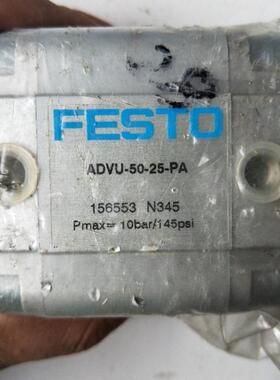 FESTO
ADVU-50-25-PA
156553 N345
Pmax= 10bar/145psi